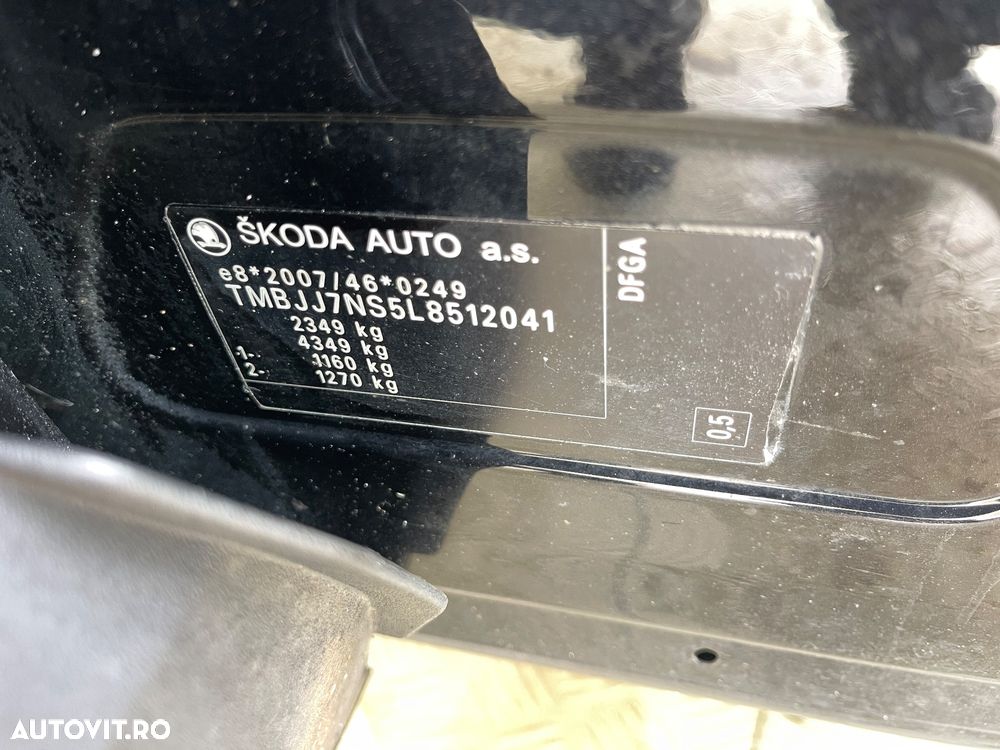 ŠKODA AUTO a.s.
e8*2007/46*0249
TMBJJ7NS5L8512041
2349 kg
4349 kg
1- 1160 kg
2- 1270 kg
DFGA
0,5
AUTOVIT.RO